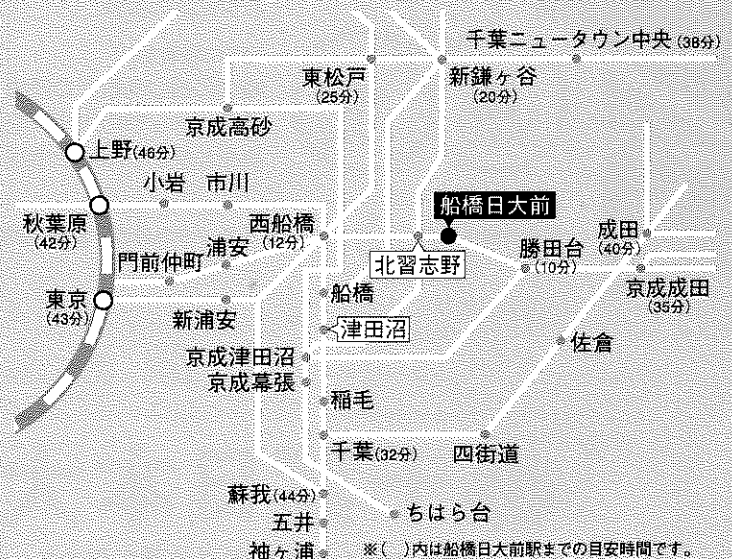 千葉ニュータウン中央(38分)
東松戸
(25分)
新鎌ヶ谷
(20分)
京成高砂
上野(46分)
小岩
市川
船橋日大前
秋葉原
(42分)
西船橋
(12分)
成田
(40分)
浦安
門前仲町
北習志野
勝田台
(10分)
京成成田
(35分)
東京
(43分)
新浦安
船橋
津田沼
京成津田沼
佐倉
京成幕張
稲毛
千葉(32分)
四街道
蘇我(44分)
ちはら台
五井
袖ヶ浦
※( )内は船橋日大前駅までの目安時間です。